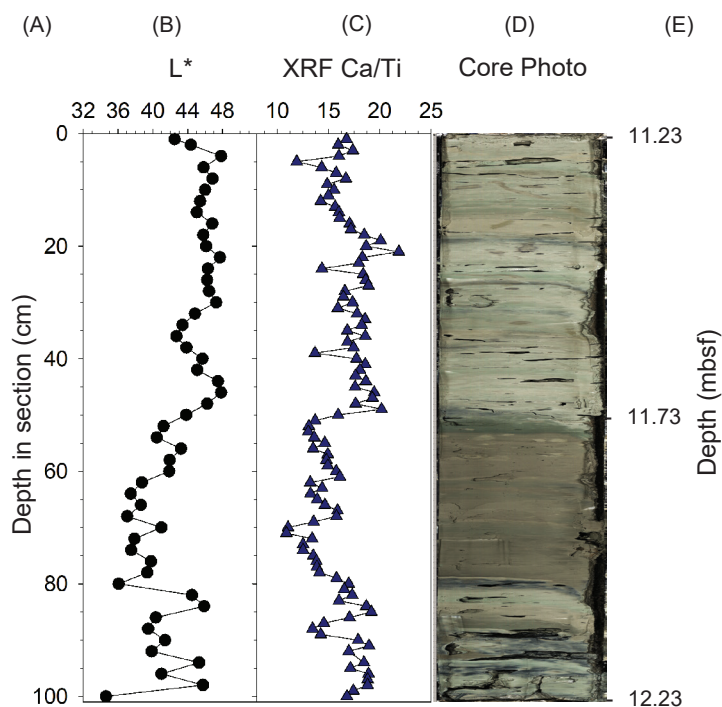 (A) (B) (C) (D) (E)
L* XRF Ca/Ti Core Photo
32 36 40 44 48 10 15 20 25
0
20
40
60
80
100
Depth in section (cm)
11.23
11.73
12.23
Depth (mbsf)